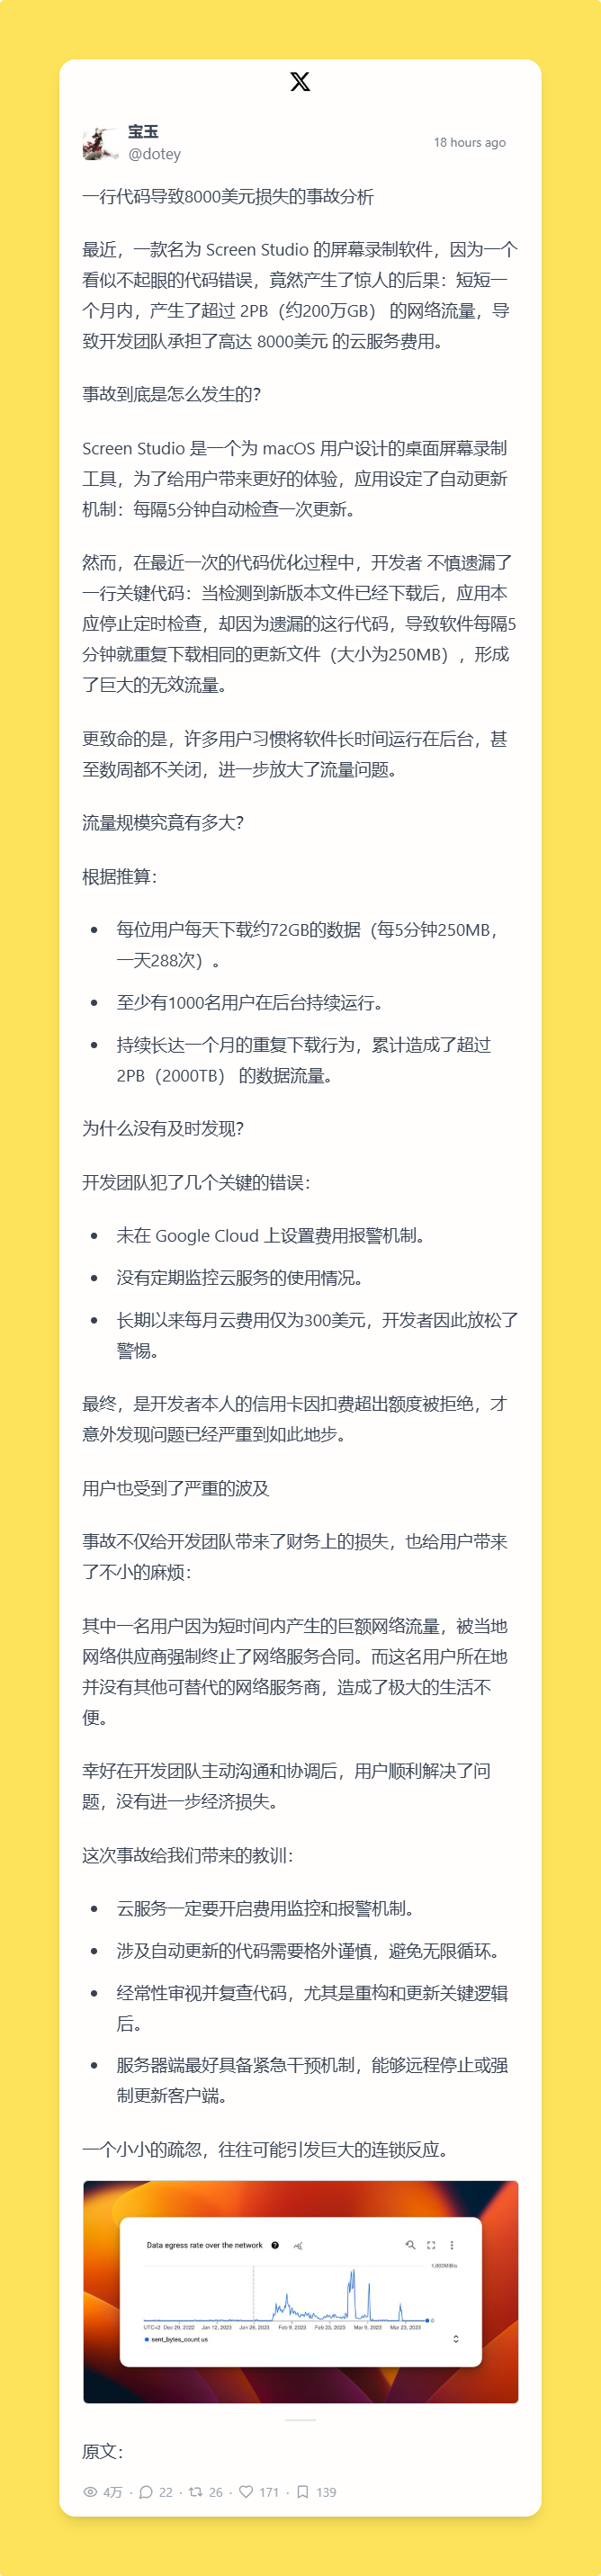 宝玉
@dotey
18 hours ago
一行代码导致8000美元损失的事故分析
最近，一款名为 Screen Studio 的屏幕录制软件，因为一个
看似不起眼的代码错误，竟然产生了惊人的后果：短短一
个月内，产生了超过 2PB（约200万GB） 的网络流量，导
致开发团队承担了高达 8000美元 的云服务费用。
事故到底是怎么发生的？
Screen Studio 是一个为 macOS 用户设计的桌面屏幕录制
工具，为了给用户带来更好的体验，应用设定了自动更新
机制：每隔5分钟自动检查一次更新。
然而，在最近一次的代码优化过程中，开发者 不慎遗漏了
一行关键代码：当检测到新版本文件已经下载后，应用本
应停止定时检查，却因为遗漏的这行代码，导致软件每隔5
分钟就重复下载相同的更新文件（大小为250MB），形成
了巨大的无效流量。
更致命的是，许多用户习惯将软件长时间运行在后台，甚
至数周都不关闭，进一步放大了流量问题。
流量规模究竟有多大？
根据推算：
• 每位用户每天下载约72GB的数据（每5分钟250MB，
一天288次）。
• 至少有1000名用户在后台持续运行。
• 持续长达一个月的重复下载行为，累计造成了超过
2PB（2000TB） 的数据流量。
为什么没有及时发现？
开发团队犯了几个关键的错误：
• 未在 Google Cloud 上设置费用报警机制。
• 没有定期监控云服务的使用情况。
• 长期以来每月云费用仅为300美元，开发者因此放松了
警惕。
最终，是开发者本人的信用卡因扣费超出额度被拒绝，才
意外发现问题已经严重到如此地步。
用户也受到了严重的波及
事故不仅给开发团队带来了财务上的损失，也给用户带来
了不小的麻烦：
其中一名用户因为短时间内产生的巨额网络流量，被当地
网络供应商强制终止了网络服务合同。而这名用户所在地
并没有其他可替代的网络服务商，造成了极大的生活不
便。
幸好在开发团队主动沟通和协调后，用户顺利解决了问
题，没有进一步经济损失。
这次事故给我们带来的教训：
• 云服务一定要开启费用监控和报警机制。
• 涉及自动更新的代码需要格外谨慎，避免无限循环。
• 经常性审视并复查代码，尤其是重构和更新关键逻辑
后。
• 服务器端最好具备紧急干预机制，能够远程停止或强
制更新客户端。
一个小小的疏忽，往往可能引发巨大的连锁反应。
Data egress rate over the network
1,000MiB/s
0
UTC+2 Dec 29, 2022 Jan 12, 2023 Jan 26, 2023 Feb 9, 2023 Feb 23, 2023 Mar 9, 2023 Mar 23, 2023
sent_bytes_count us
原文：
4万 · 22 · 26 · 171 · 139